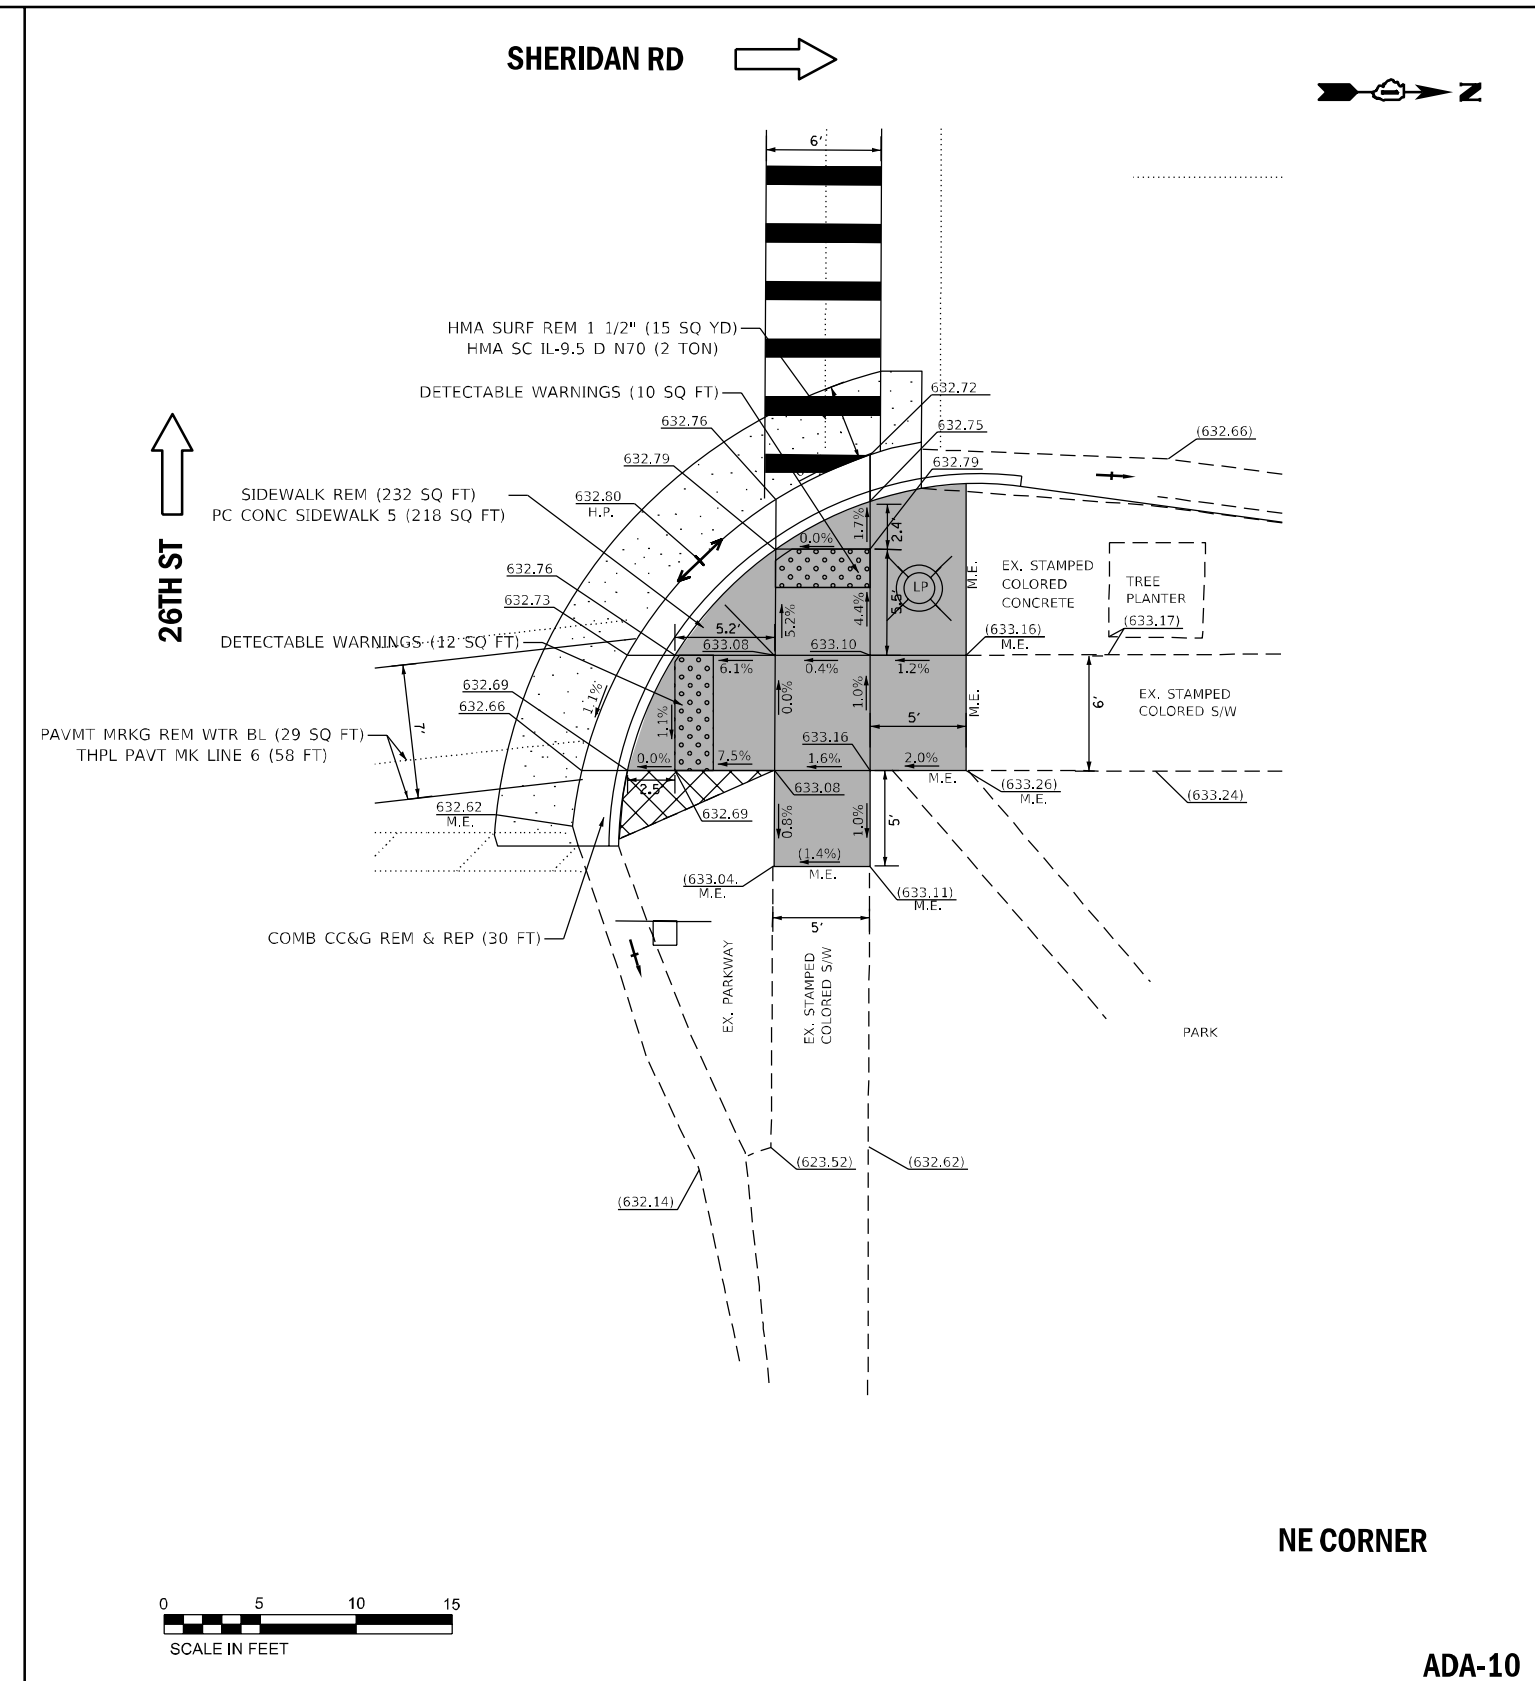 SHERIDAN RD
N
6'
HMA SURF REM 1 1/2" (15 SQ YD)
HMA SC IL-9.5 D N70 (2 TON)
DETECTABLE WARNINGS (10 SQ FT)
632.72
632.76
632.75
(632.66)
632.79
632.79
SIDEWALK REM (232 SQ FT)
PC CONC SIDEWALK 5 (218 SQ FT)
632.80
H.P.
26TH ST
1.7%
2.4'
0.0%
M.E.
EX. STAMPED
COLORED
CONCRETE
TREE
PLANTER
LP
632.76
632.73
5.2%
4.4%
5.5'
(633.17)
5.2'
(633.16)
M.E.
DETECTABLE WARNINGS (12 SQ FT)
633.08
633.10
6.1%
0.4%
1.2%
632.69
632.66
1.1%
1.1%
0.0%
1.0%
M.E.
5'
6'
EX. STAMPED
COLORED S/W
7'
PAVMT MRKG REM WTR BL (29 SQ FT)
THPL PAVT MK LINE 6 (58 FT)
633.16
0.0%
7.5%
1.6%
2.0%
M.E.
2.5'
633.08
(633.26)
M.E.
(633.24)
632.62
M.E.
632.69
0.8%
1.0%
5'
(1.4%)
M.E.
(633.04.
M.E.
(633.11)
M.E.
COMB CC&G REM & REP (30 FT)
5'
EX. PARKWAY
EX. STAMPED
COLORED S/W
PARK
(623.52)
(632.62)
(632.14)
NE CORNER
0 5 10 15
SCALE IN FEET
ADA-10